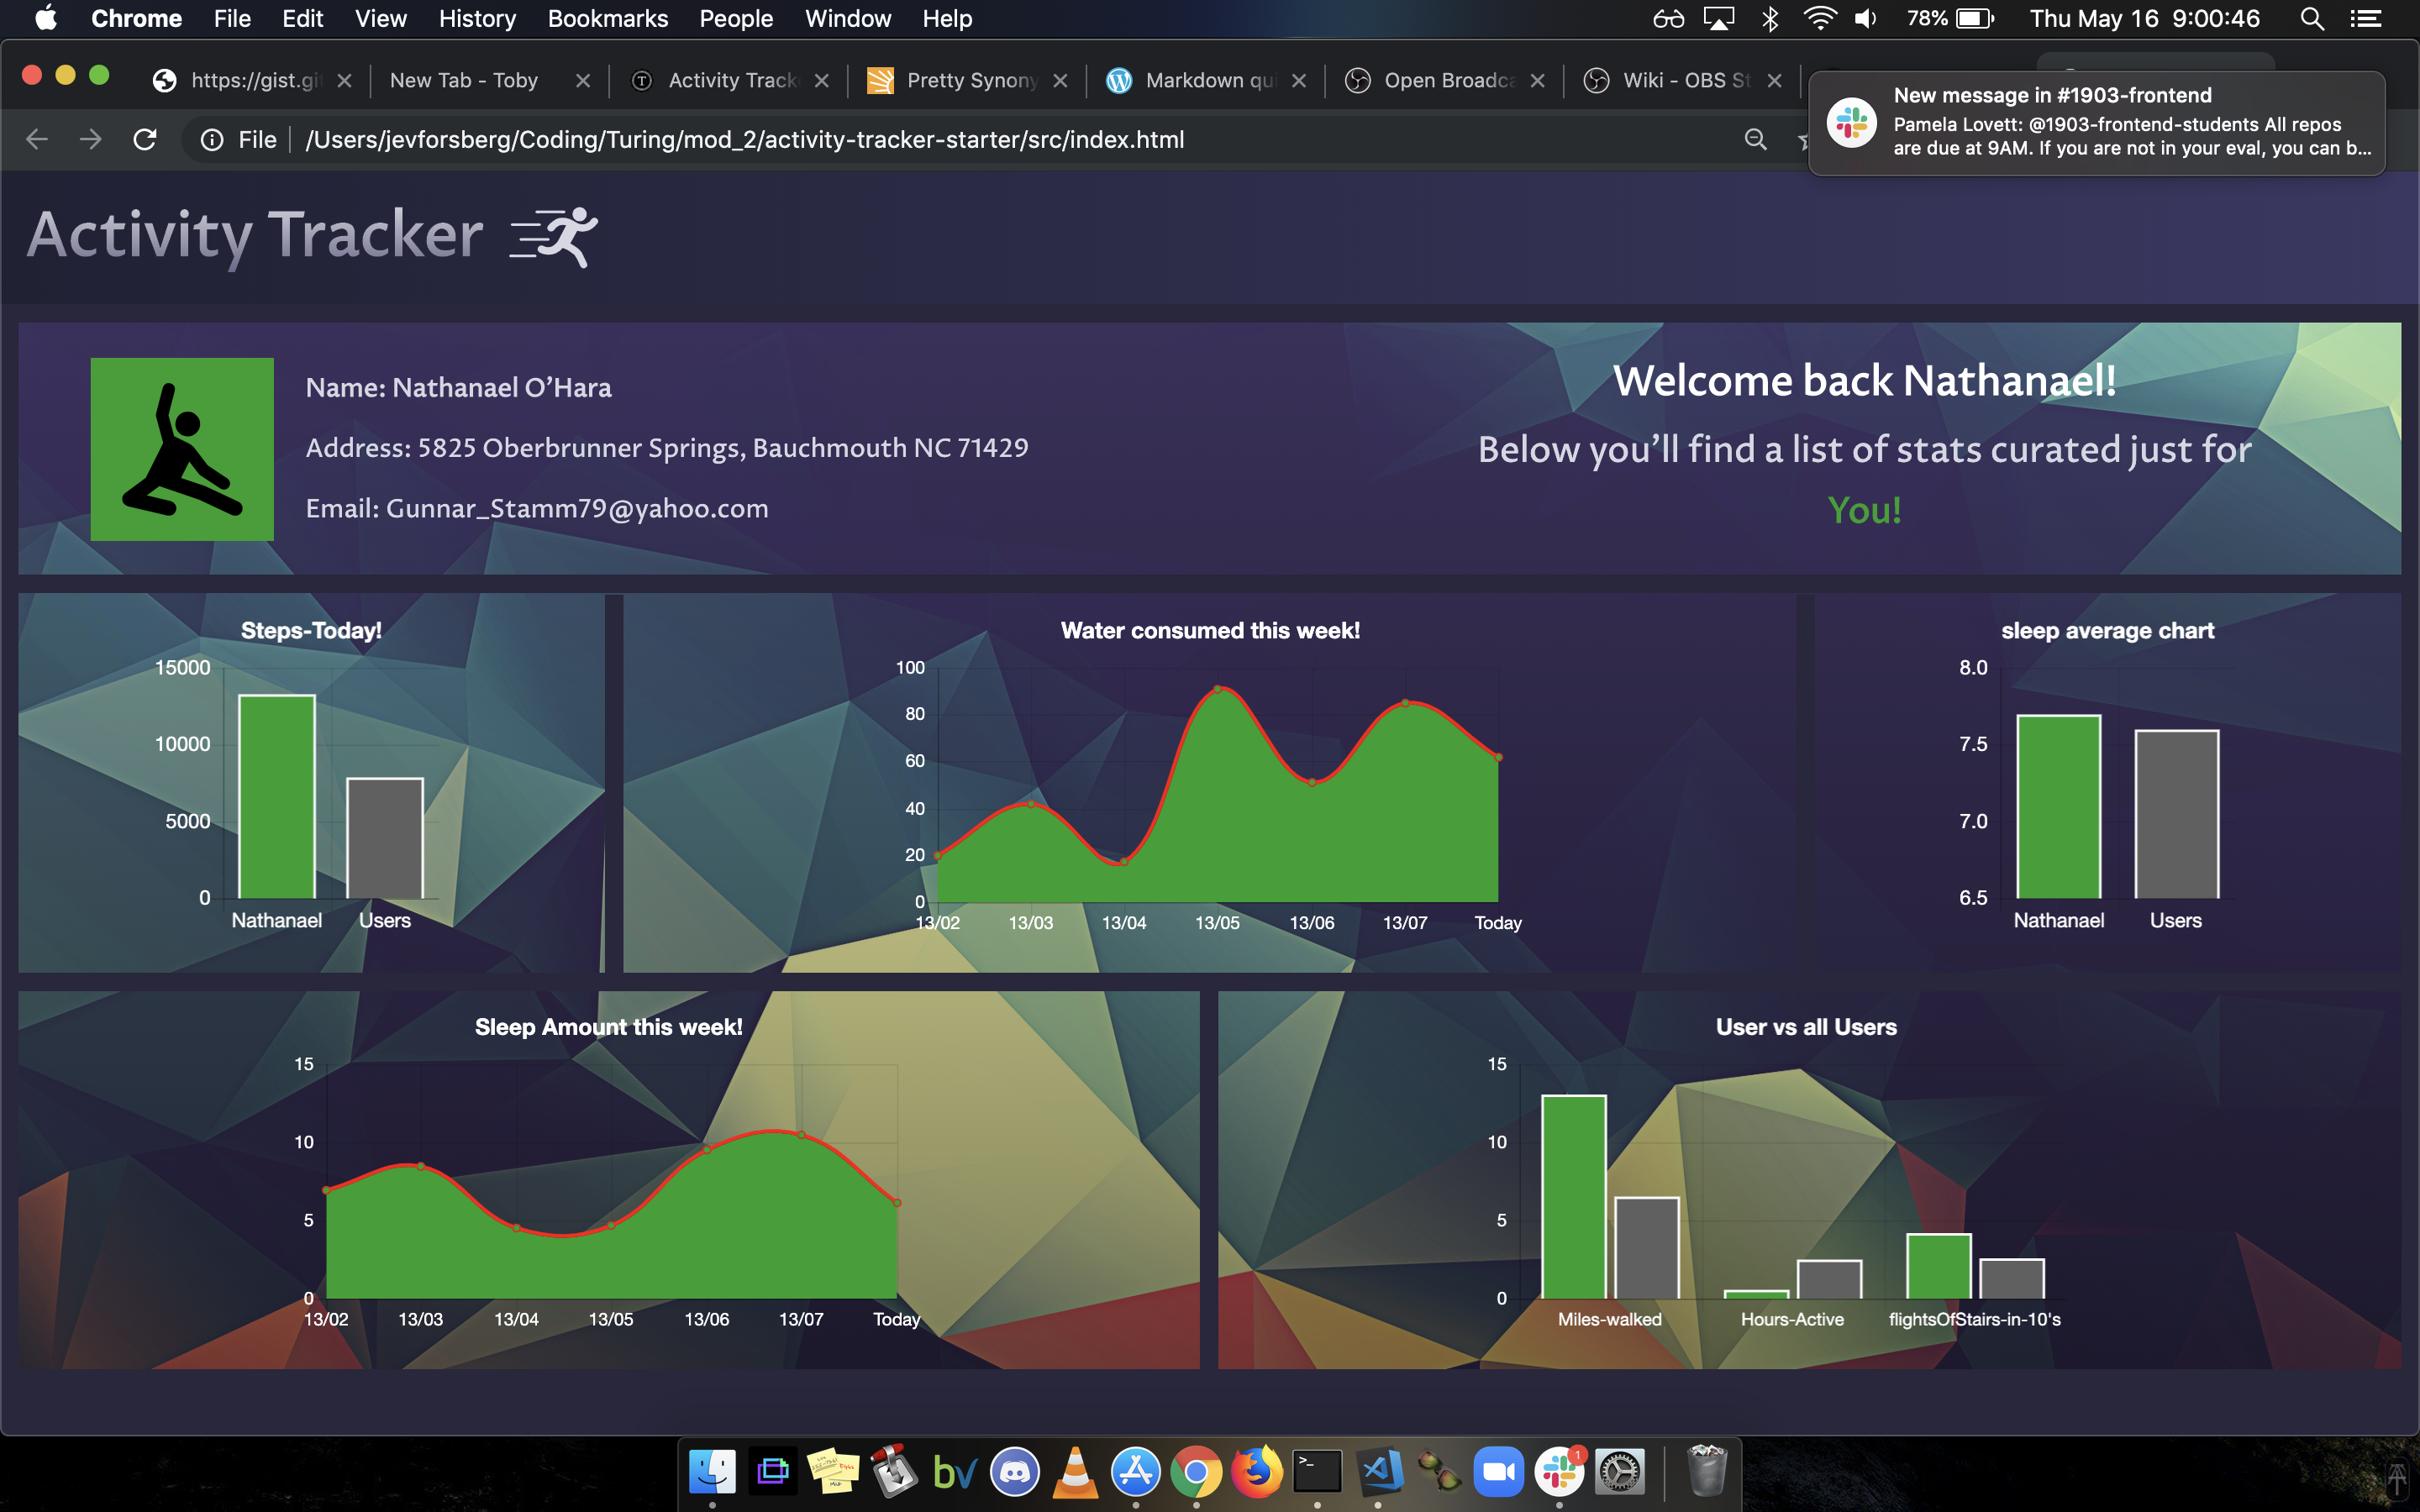 Chrome File Edit View History Bookmarks People Window Help 78% Thu May 16 9:00:46
https://gist.gi New Tab - Toby Activity Track Pretty Synony Markdown qui Open Broadca Wiki - OBS St
New message in #1903-frontend
Pamela Lovett: @1903-frontend-students All repos
are due at 9AM. If you are not in your eval, you can b...
File /Users/jevforsberg/Coding/Turing/mod_2/activity-tracker-starter/src/index.html
Activity Tracker
Name: Nathanael O’Hara
Address: 5825 Oberbrunner Springs, Bauchmouth NC 71429
Email: Gunnar_Stamm79@yahoo.com
Welcome back Nathanael!
Below you’ll find a list of stats curated just for
You!
Steps-Today!
15000
10000
5000
0
Nathanael Users
Water consumed this week!
100
80
60
40
20
0
13/02 13/03 13/04 13/05 13/06 13/07 Today
sleep average chart
8.0
7.5
7.0
6.5
Nathanael Users
Sleep Amount this week!
15
10
5
0
13/02 13/03 13/04 13/05 13/06 13/07 Today
User vs all Users
15
10
5
0
Miles-walked Hours-Active flightsOfStairs-in-10's
bv
1